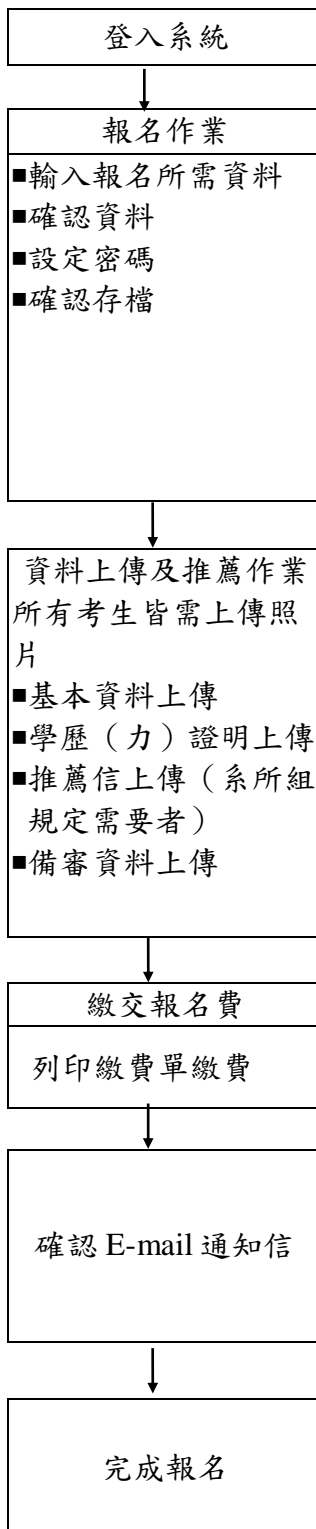 登入系統
報名作業
■輸入報名所需資料
■確認資料
■設定密碼
■確認存檔
資料上傳及推薦作業
所有考生皆需上傳照
片
■基本資料上傳
■學歷（力）證明上傳
■推薦信上傳（系所組
規定需要者）
■備審資料上傳
繳交報名費
列印繳費單繳費
確認 E-mail 通知信
完成報名